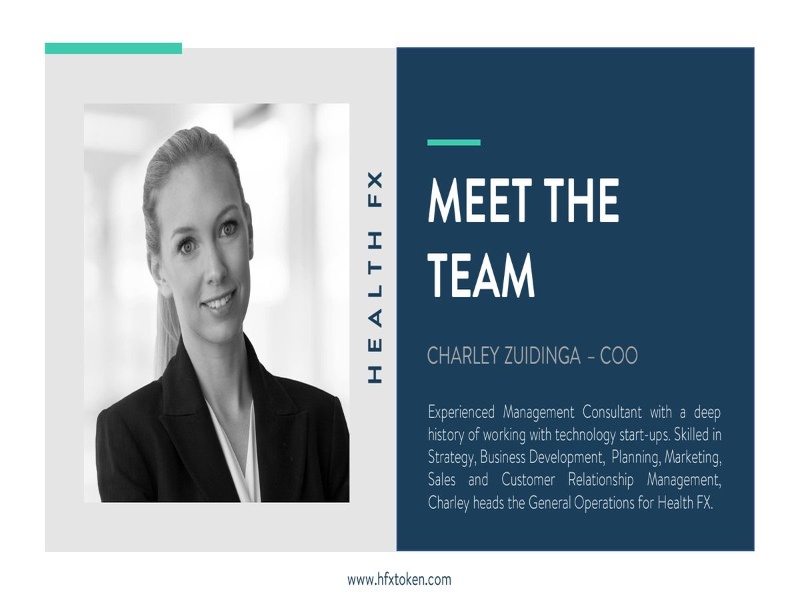 HEALTH FX
MEET THE
TEAM
CHARLEY ZUIDINGA – COO
Experienced Management Consultant with a deep
history of working with technology start-ups. Skilled in
Strategy, Business Development, Planning, Marketing,
Sales and Customer Relationship Management,
Charley heads the General Operations for Health FX.
www.hfxtoken.com